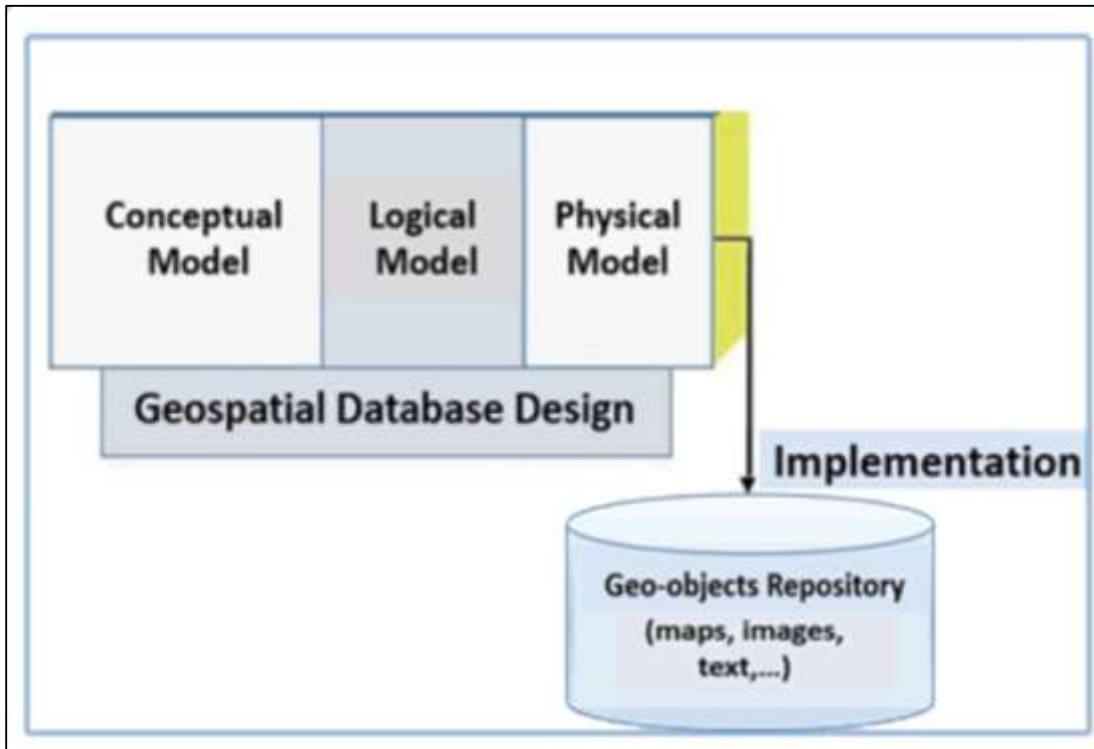 Conceptual
Model
Logical
Model
Physical
Model
Geospatial Database Design
Implementation
Geo-objects Repository
(maps, images,
text,...)